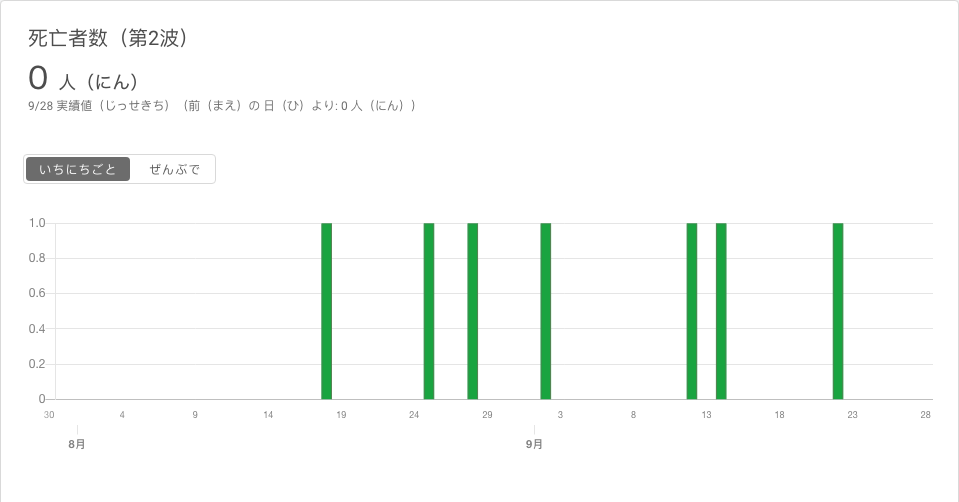 死亡者数（第2波）
0 人（にん）
9/28 実績値（じっせきち）（前（まえ）の 日（ひ）より: 0 人（にん））
いちにちごと ぜんぶで
1.0
0.8
0.6
0.4
0.2
0
30 4 9 14 19 24 29 3 8 13 18 23 28
8月 9月